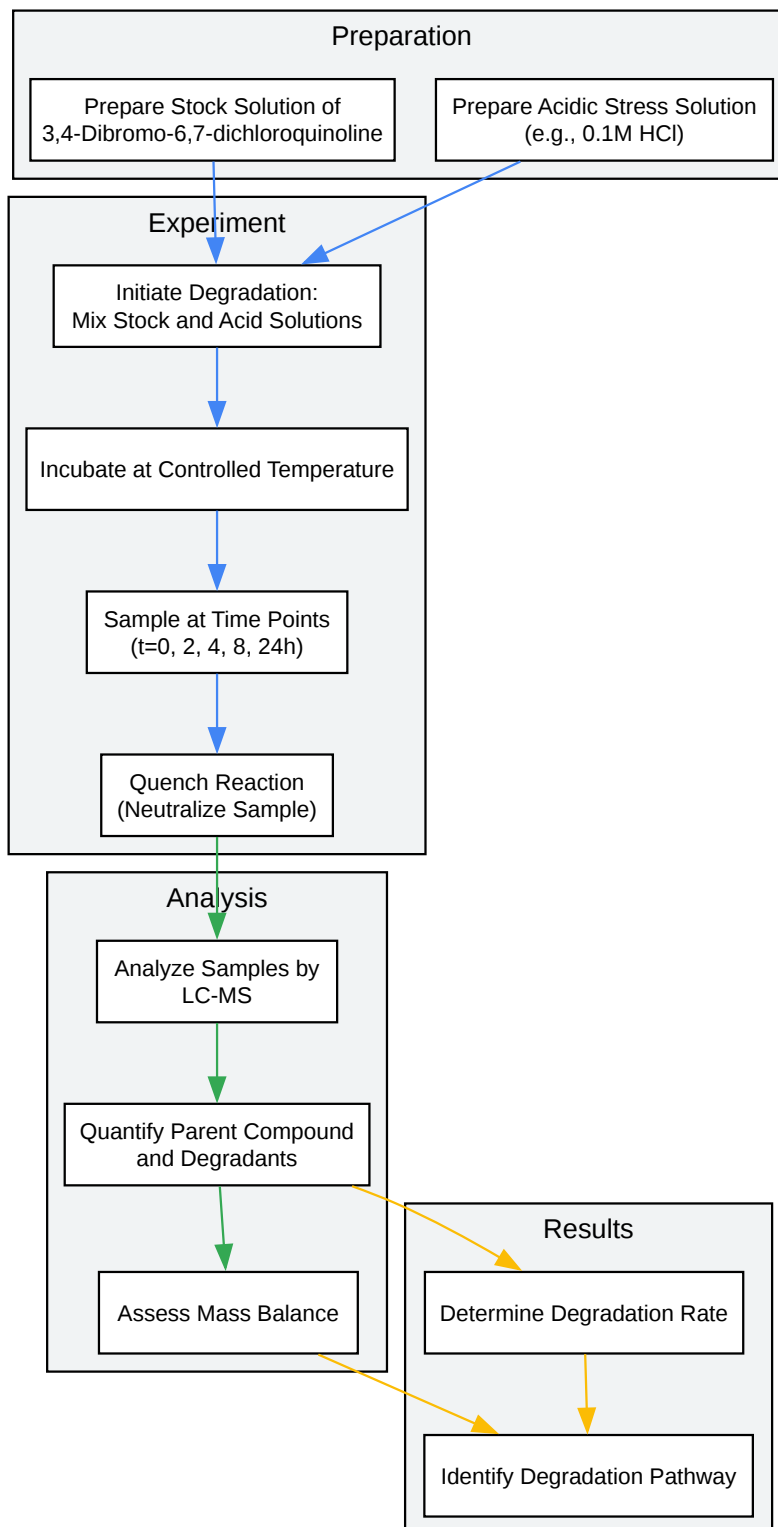 Preparation
Prepare Stock Solution of
3,4-Dibromo-6,7-dichloroquinoline
Prepare Acidic Stress Solution
(e.g., 0.1M HCl)
Experiment
Initiate Degradation:
Mix Stock and Acid Solutions
Incubate at Controlled Temperature
Sample at Time Points
(t=0, 2, 4, 8, 24h)
Quench Reaction
(Neutralize Sample)
Analysis
Analyze Samples by
LC-MS
Quantify Parent Compound
and Degradants
Assess Mass Balance
Results
Determine Degradation Rate
Identify Degradation Pathway